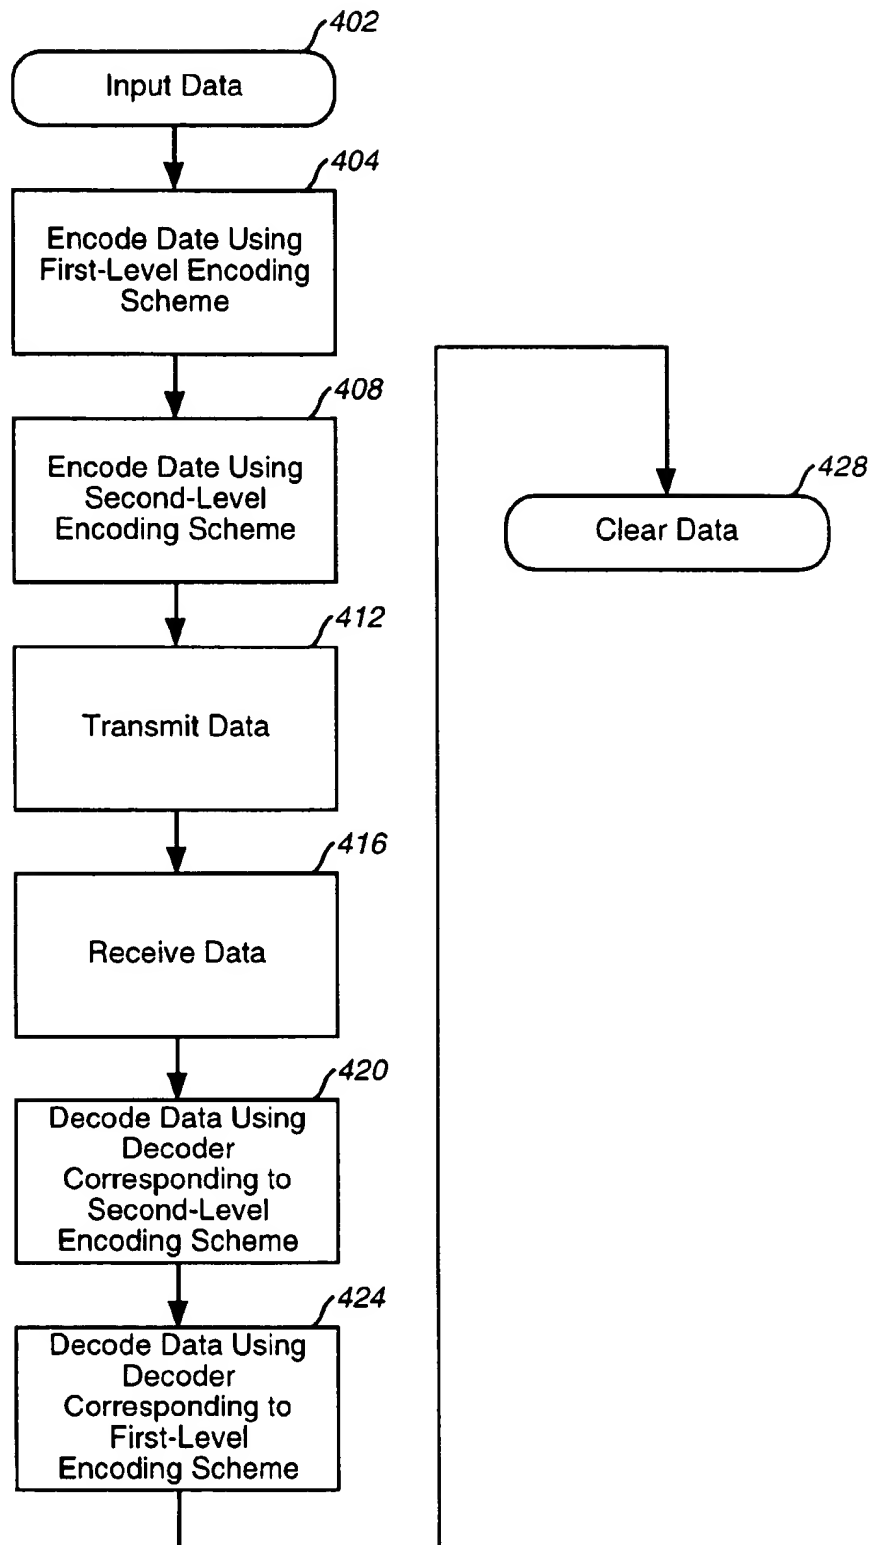 402
Input Data
404
Encode Date Using
First-Level Encoding
Scheme
408
Encode Date Using
Second-Level
Encoding Scheme
412
Transmit Data
416
Receive Data
420
Decode Data Using
Decoder
Corresponding to
Second-Level
Encoding Scheme
424
Decode Data Using
Decoder
Corresponding to
First-Level
Encoding Scheme
428
Clear Data